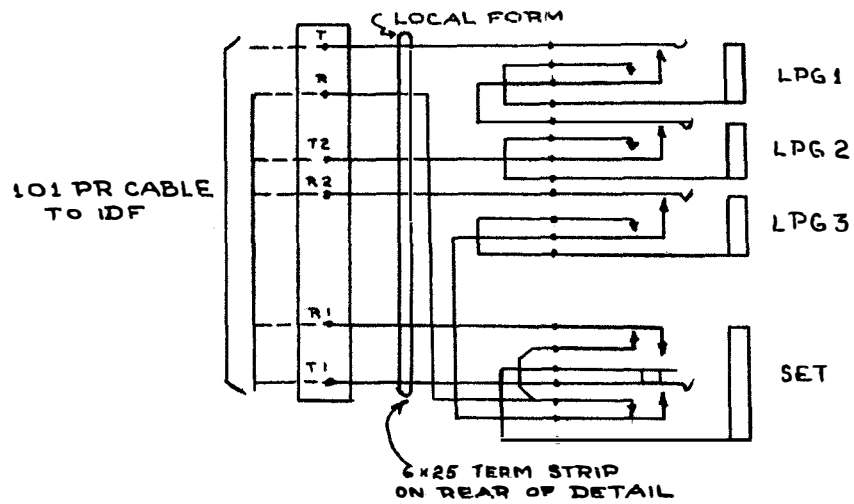 LOCAL FORM
T
R
T2
R2
R1
T1
101 PR CABLE
TO IDF
LPG 1
LPG 2
LPG 3
SET
6x25 TERM STRIP
ON REAR OF DETAIL